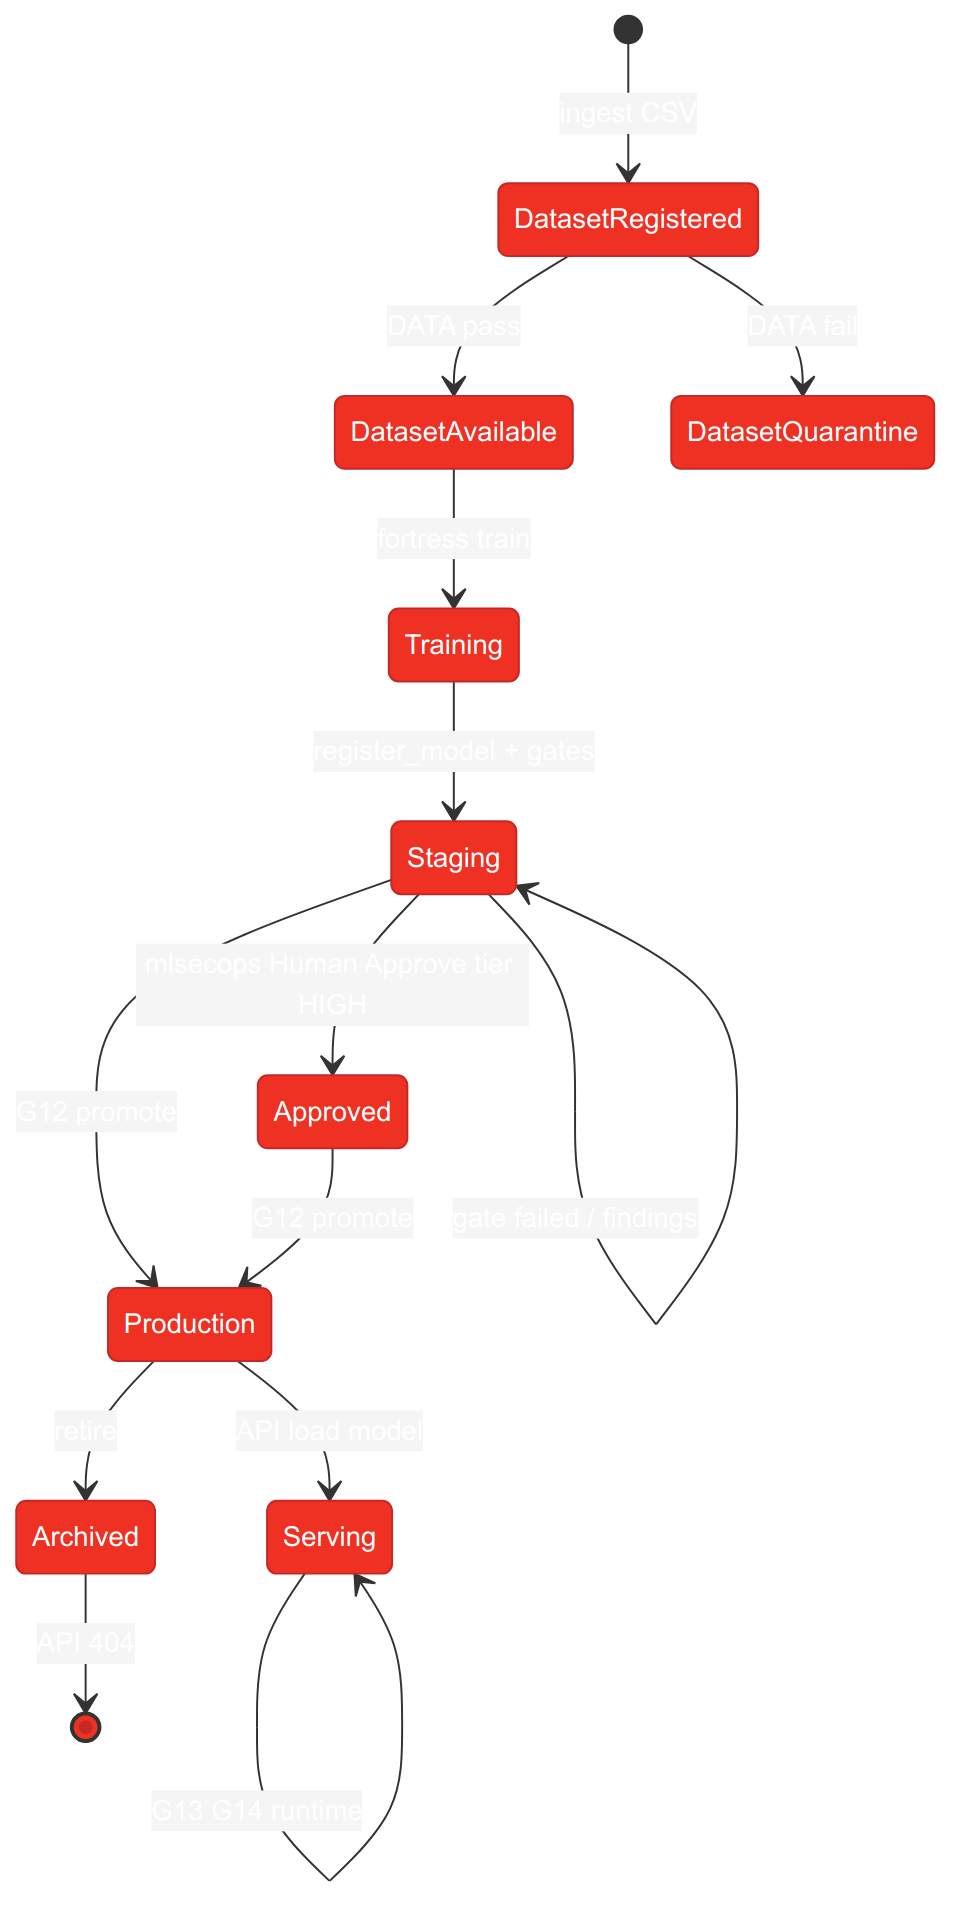 ingest CSV
DatasetRegistered
DATA pass
DATA fail
DatasetAvailable
DatasetQuarantine
fortress train
Training
register_model + gates
Staging
mlsecops Human Approve tier
HIGH
G12 promote
Approved
G12 promote
gate failed / findings
Production
retire
API load model
Archived
Serving
API 404
G13 G14 runtime